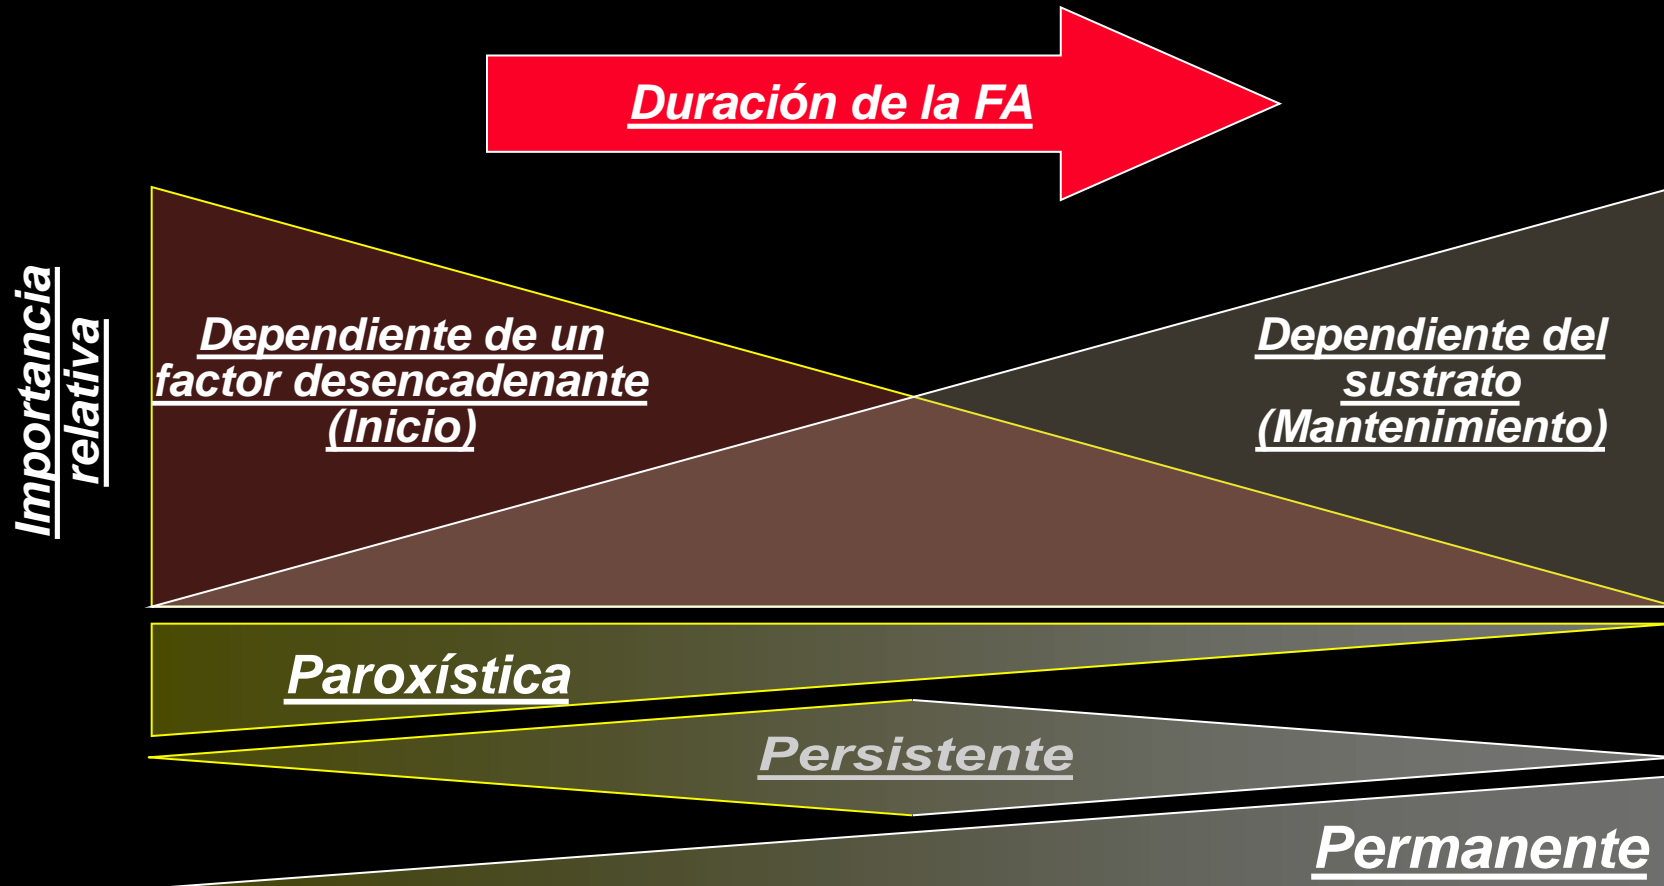 Duración de la FA
Importancia
relativa
Dependiente de un
factor desencadenante
(Inicio)
Dependiente del
sustrato
(Mantenimiento)
Paroxística
Persistente
Permanente